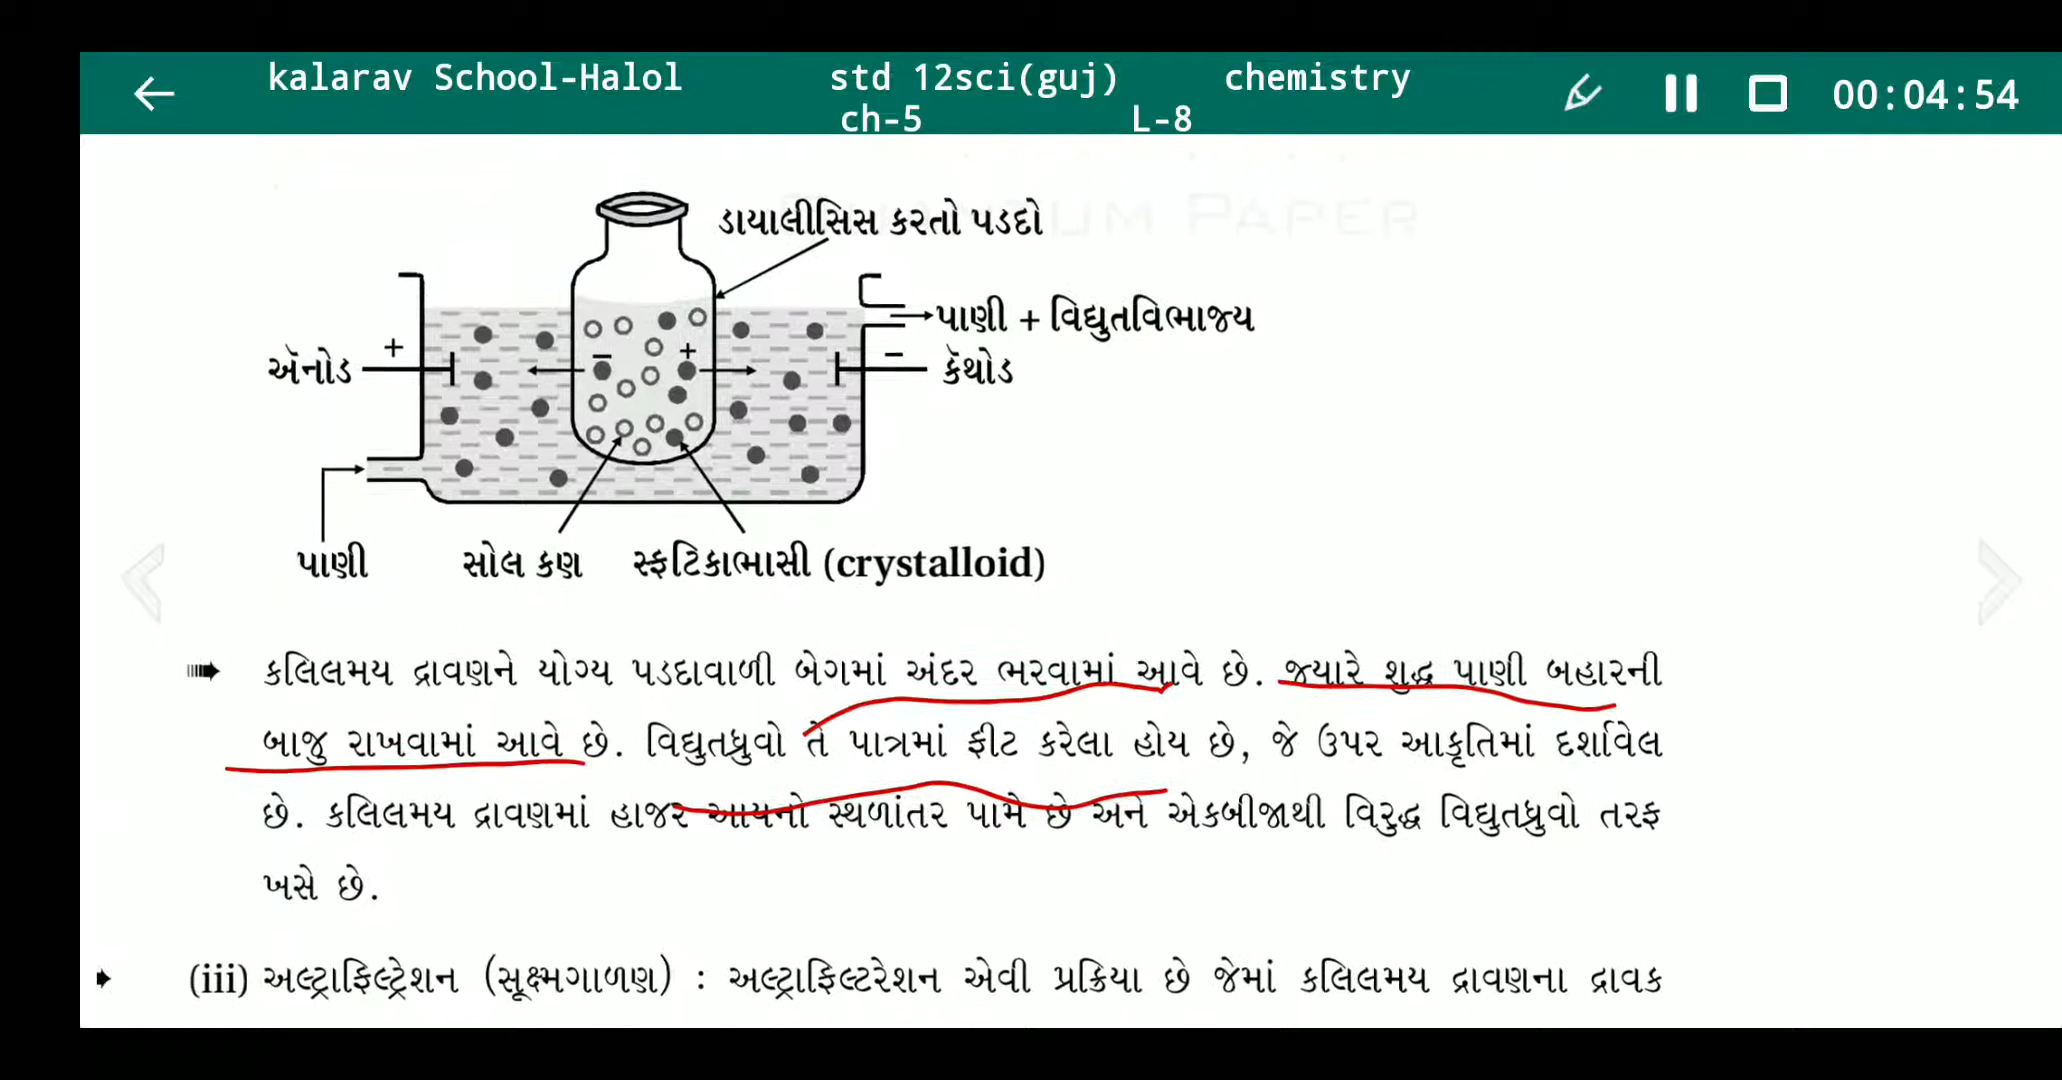 kalarav School-Halol std 12sci(guj) chemistry
ch-5 L-8
00:04:54
QUANTUM PAPER
ડાયાલીસિસ કરતો પડદો
પાણી + વિદ્યુતવિભાજ્ય
+ − + −
ઍનોડ કૅથોડ
પાણી સોલ કણ સ્ફટિકાભાસી (crystalloid)
કલિલમય દ્રાવણને યોગ્ય પડદાવાળી બેગમાં અંદર ભરવામાં આવે છે. જ્યારે શુદ્ધ પાણી બહારની
બાજુ રાખવામાં આવે છે. વિદ્યુતધ્રુવો તે પાત્રમાં ફીટ કરેલા હોય છે, જે ઉપર આકૃતિમાં દર્શાવેલ
છે. કલિલમય દ્રાવણમાં હાજર આયનો સ્થળાંતર પામે છે અને એકબીજાથી વિરુદ્ધ વિદ્યુતધ્રુવો તરફ
ખસે છે.
(iii) અલ્ટ્રાફિલ્ટ્રેશન (સૂક્ષ્મગાળણ) : અલ્ટ્રાફિલ્ટરેશન એવી પ્રક્રિયા છે જેમાં કલિલમય દ્રાવણના દ્રાવક